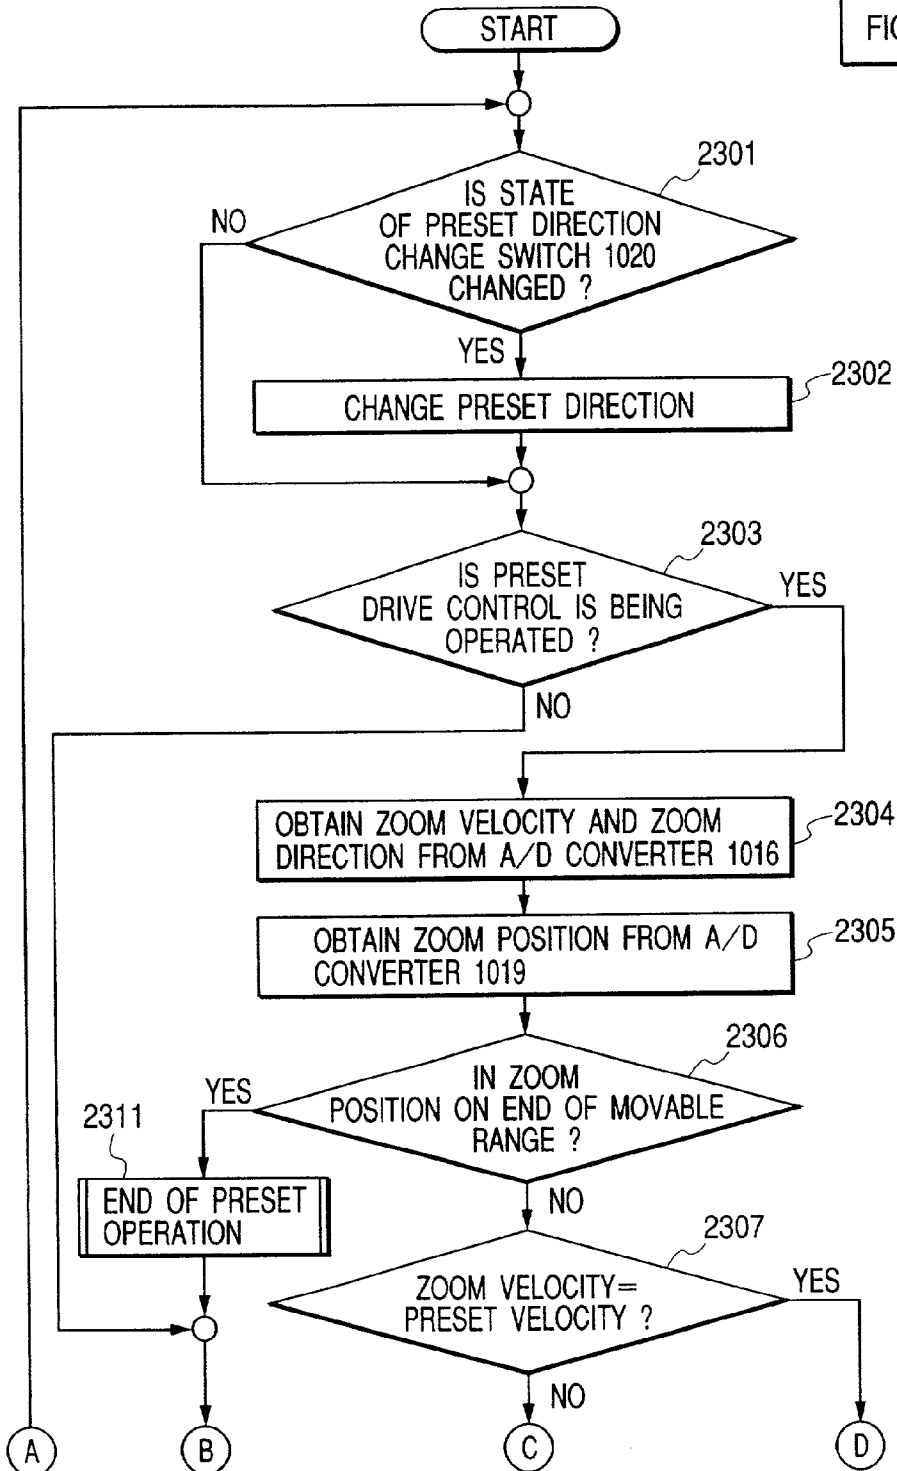 START
FIG
2301
IS STATE
OF PRESET DIRECTION
CHANGE SWITCH 1020
CHANGED ?
NO
YES
2302
CHANGE PRESET DIRECTION
2303
IS PRESET
DRIVE CONTROL IS BEING
OPERATED ?
YES
NO
2304
OBTAIN ZOOM VELOCITY AND ZOOM
DIRECTION FROM A/D CONVERTER 1016
2305
OBTAIN ZOOM POSITION FROM A/D
CONVERTER 1019
2306
IN ZOOM
POSITION ON END OF MOVABLE
RANGE ?
YES
NO
2311
END OF PRESET
OPERATION
2307
ZOOM VELOCITY=
PRESET VELOCITY ?
YES
NO
A
B
C
D